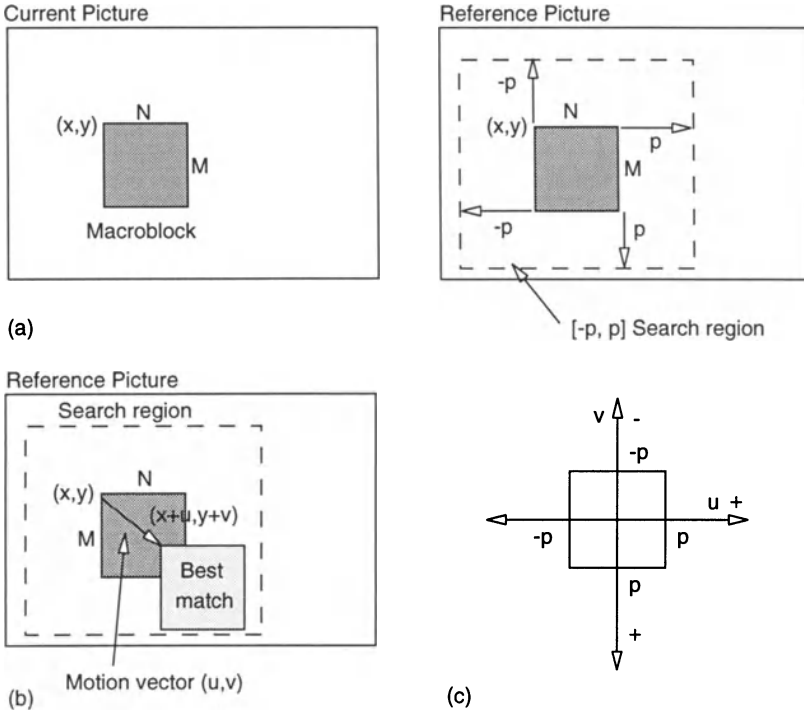 Current Picture
(x,y)
N
M
Macroblock
Reference Picture
-p
(x,y)
N
p
M
-p
p
[-p, p] Search region
(a)
Reference Picture
Search region
N
(x,y)
(x+u,y+v)
M
Best
match
Motion vector (u,v)
(b)
v -
-p
u +
-p
p
p
+
(c)